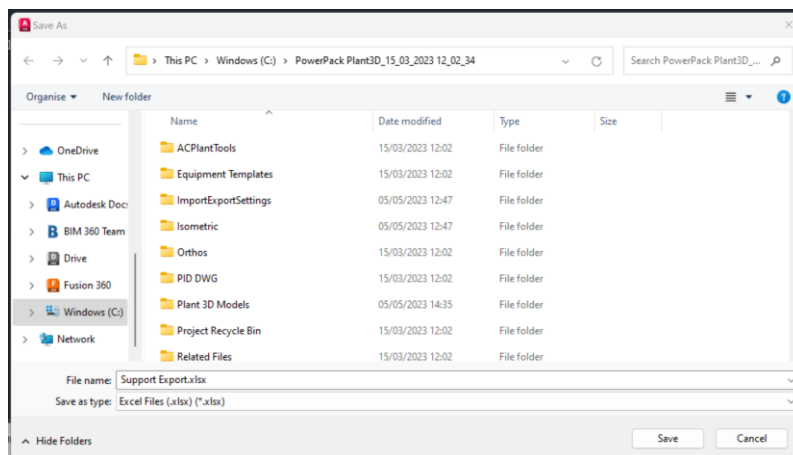 Save As
This PC > Windows (C:) > PowerPack Plant3D_15_03_2023 12_02_34
Search PowerPack Plant3D_...
Organise New folder
Name Date modified Type Size
OneDrive
This PC
Autodesk Docs
BIM 360 Team
Drive
Fusion 360
Windows (C:)
Network
ACPlantTools 15/03/2023 12:02 File folder
Equipment Templates 15/03/2023 12:02 File folder
ImportExportSettings 05/05/2023 12:47 File folder
Isometric 05/05/2023 12:47 File folder
Orthos 15/03/2023 12:02 File folder
PID DWG 15/03/2023 12:02 File folder
Plant 3D Models 05/05/2023 14:35 File folder
Project Recycle Bin 15/03/2023 12:02 File folder
Related Files 15/03/2023 12:02 File folder
File name: Support Export.xlsx
Save as type: Excel Files (.xlsx) (*.xlsx)
Hide Folders Save Cancel